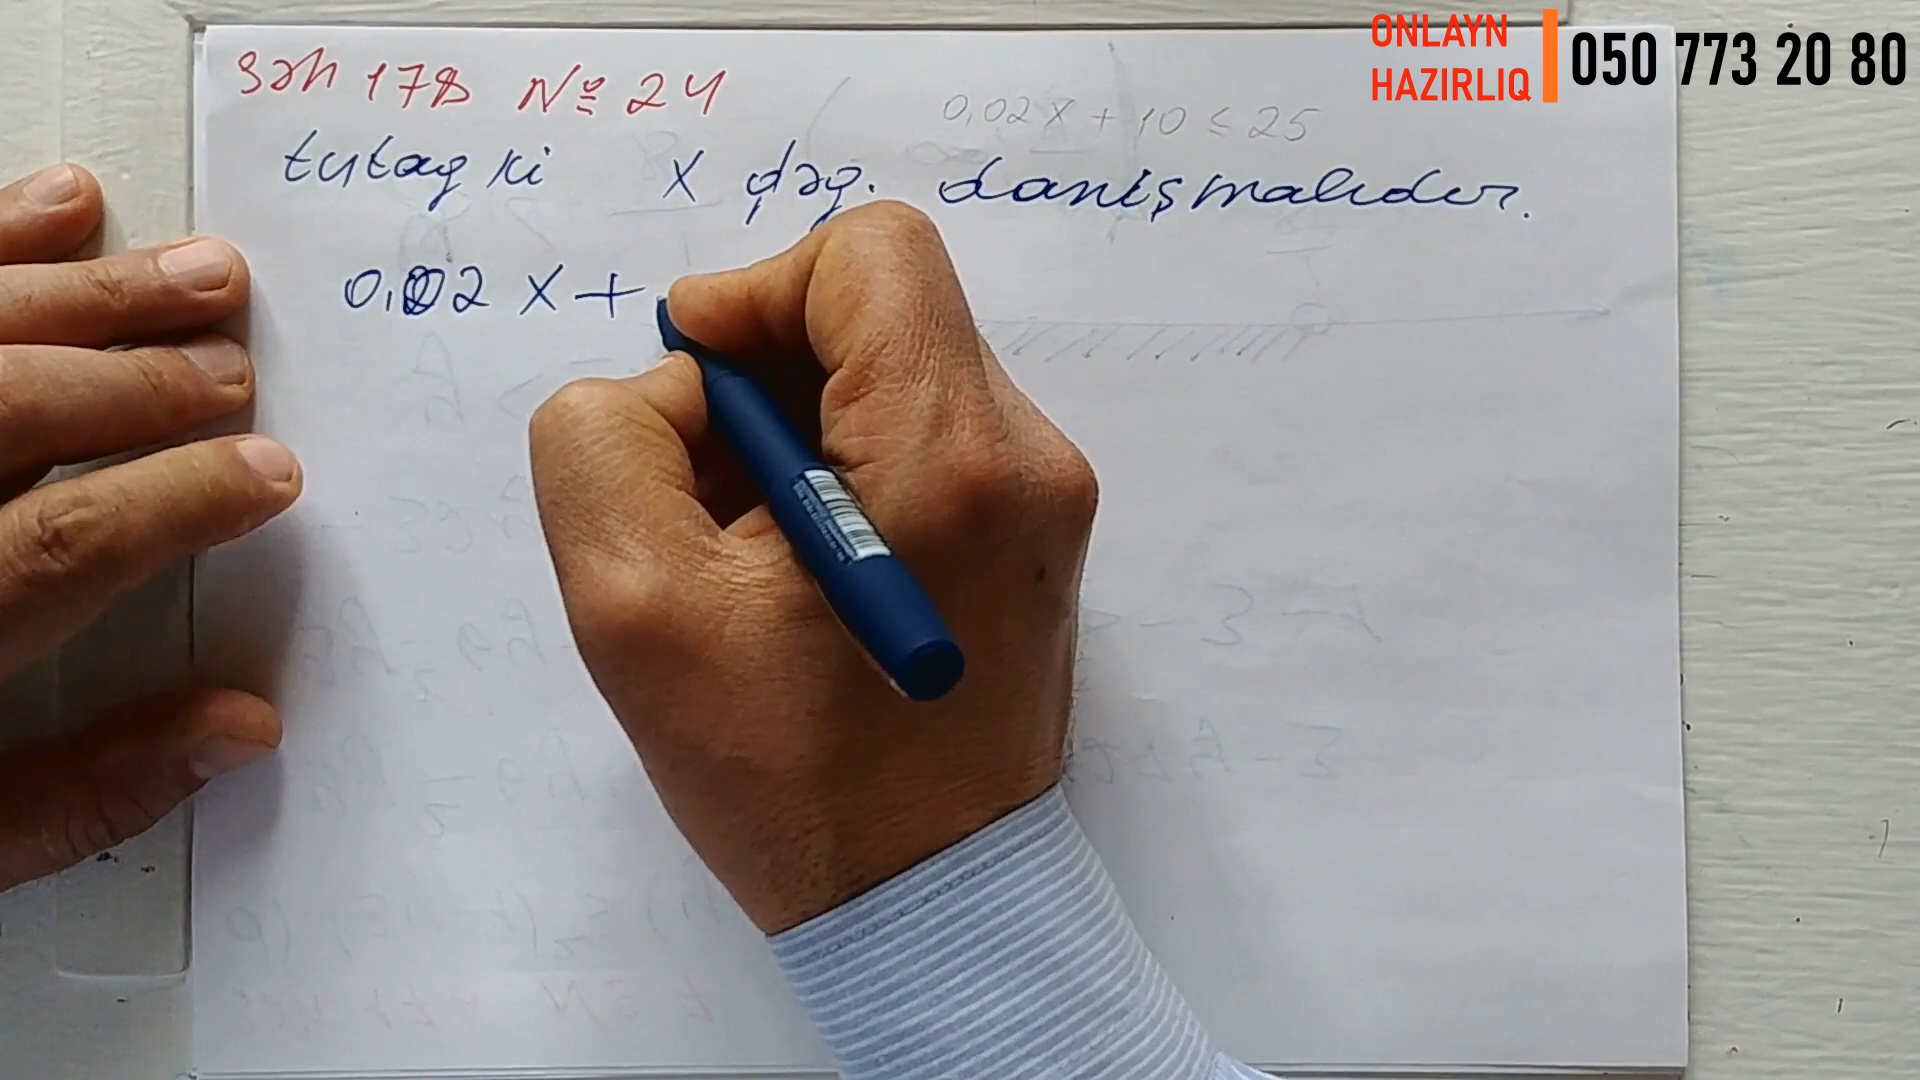 ONLAYN
HAZIRLIQ
050 773 20 80
Səh 178 № 24
0,02x + 10 ≤ 25
tutaq ki x dəq. danışmalıdır.
0,02 x +